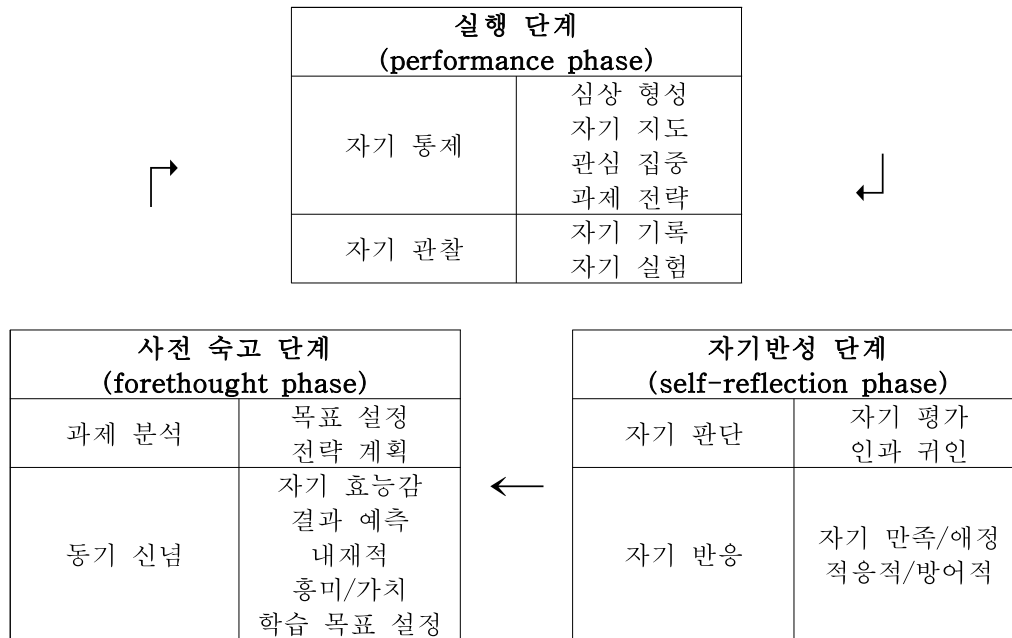 실행 단계
(performance phase)
자기 통제
심상 형성
자기 지도
관심 집중
과제 전략
자기 관찰
자기 기록
자기 실험
사전 숙고 단계
(forethought phase)
과제 분석
목표 설정
전략 계획
동기 신념
자기 효능감
결과 예측
내재적
흥미/가치
학습 목표 설정
자기반성 단계
(self-reflection phase)
자기 판단
자기 평가
인과 귀인
자기 반응
자기 만족/애정
적응적/방어적